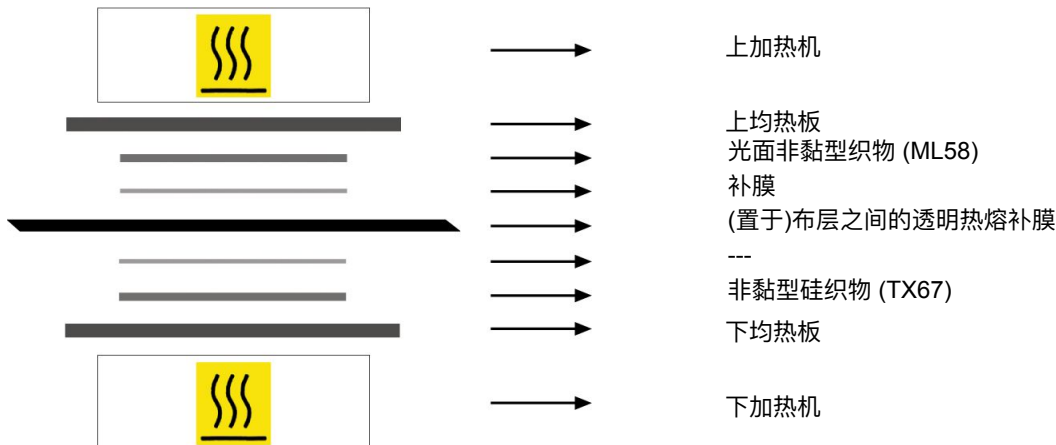 上加热机
上均热板
光面非黏型织物 (ML58)
补膜
(置于)布层之间的透明热熔补膜
---
非黏型硅织物 (TX67)
下均热板
下加热机